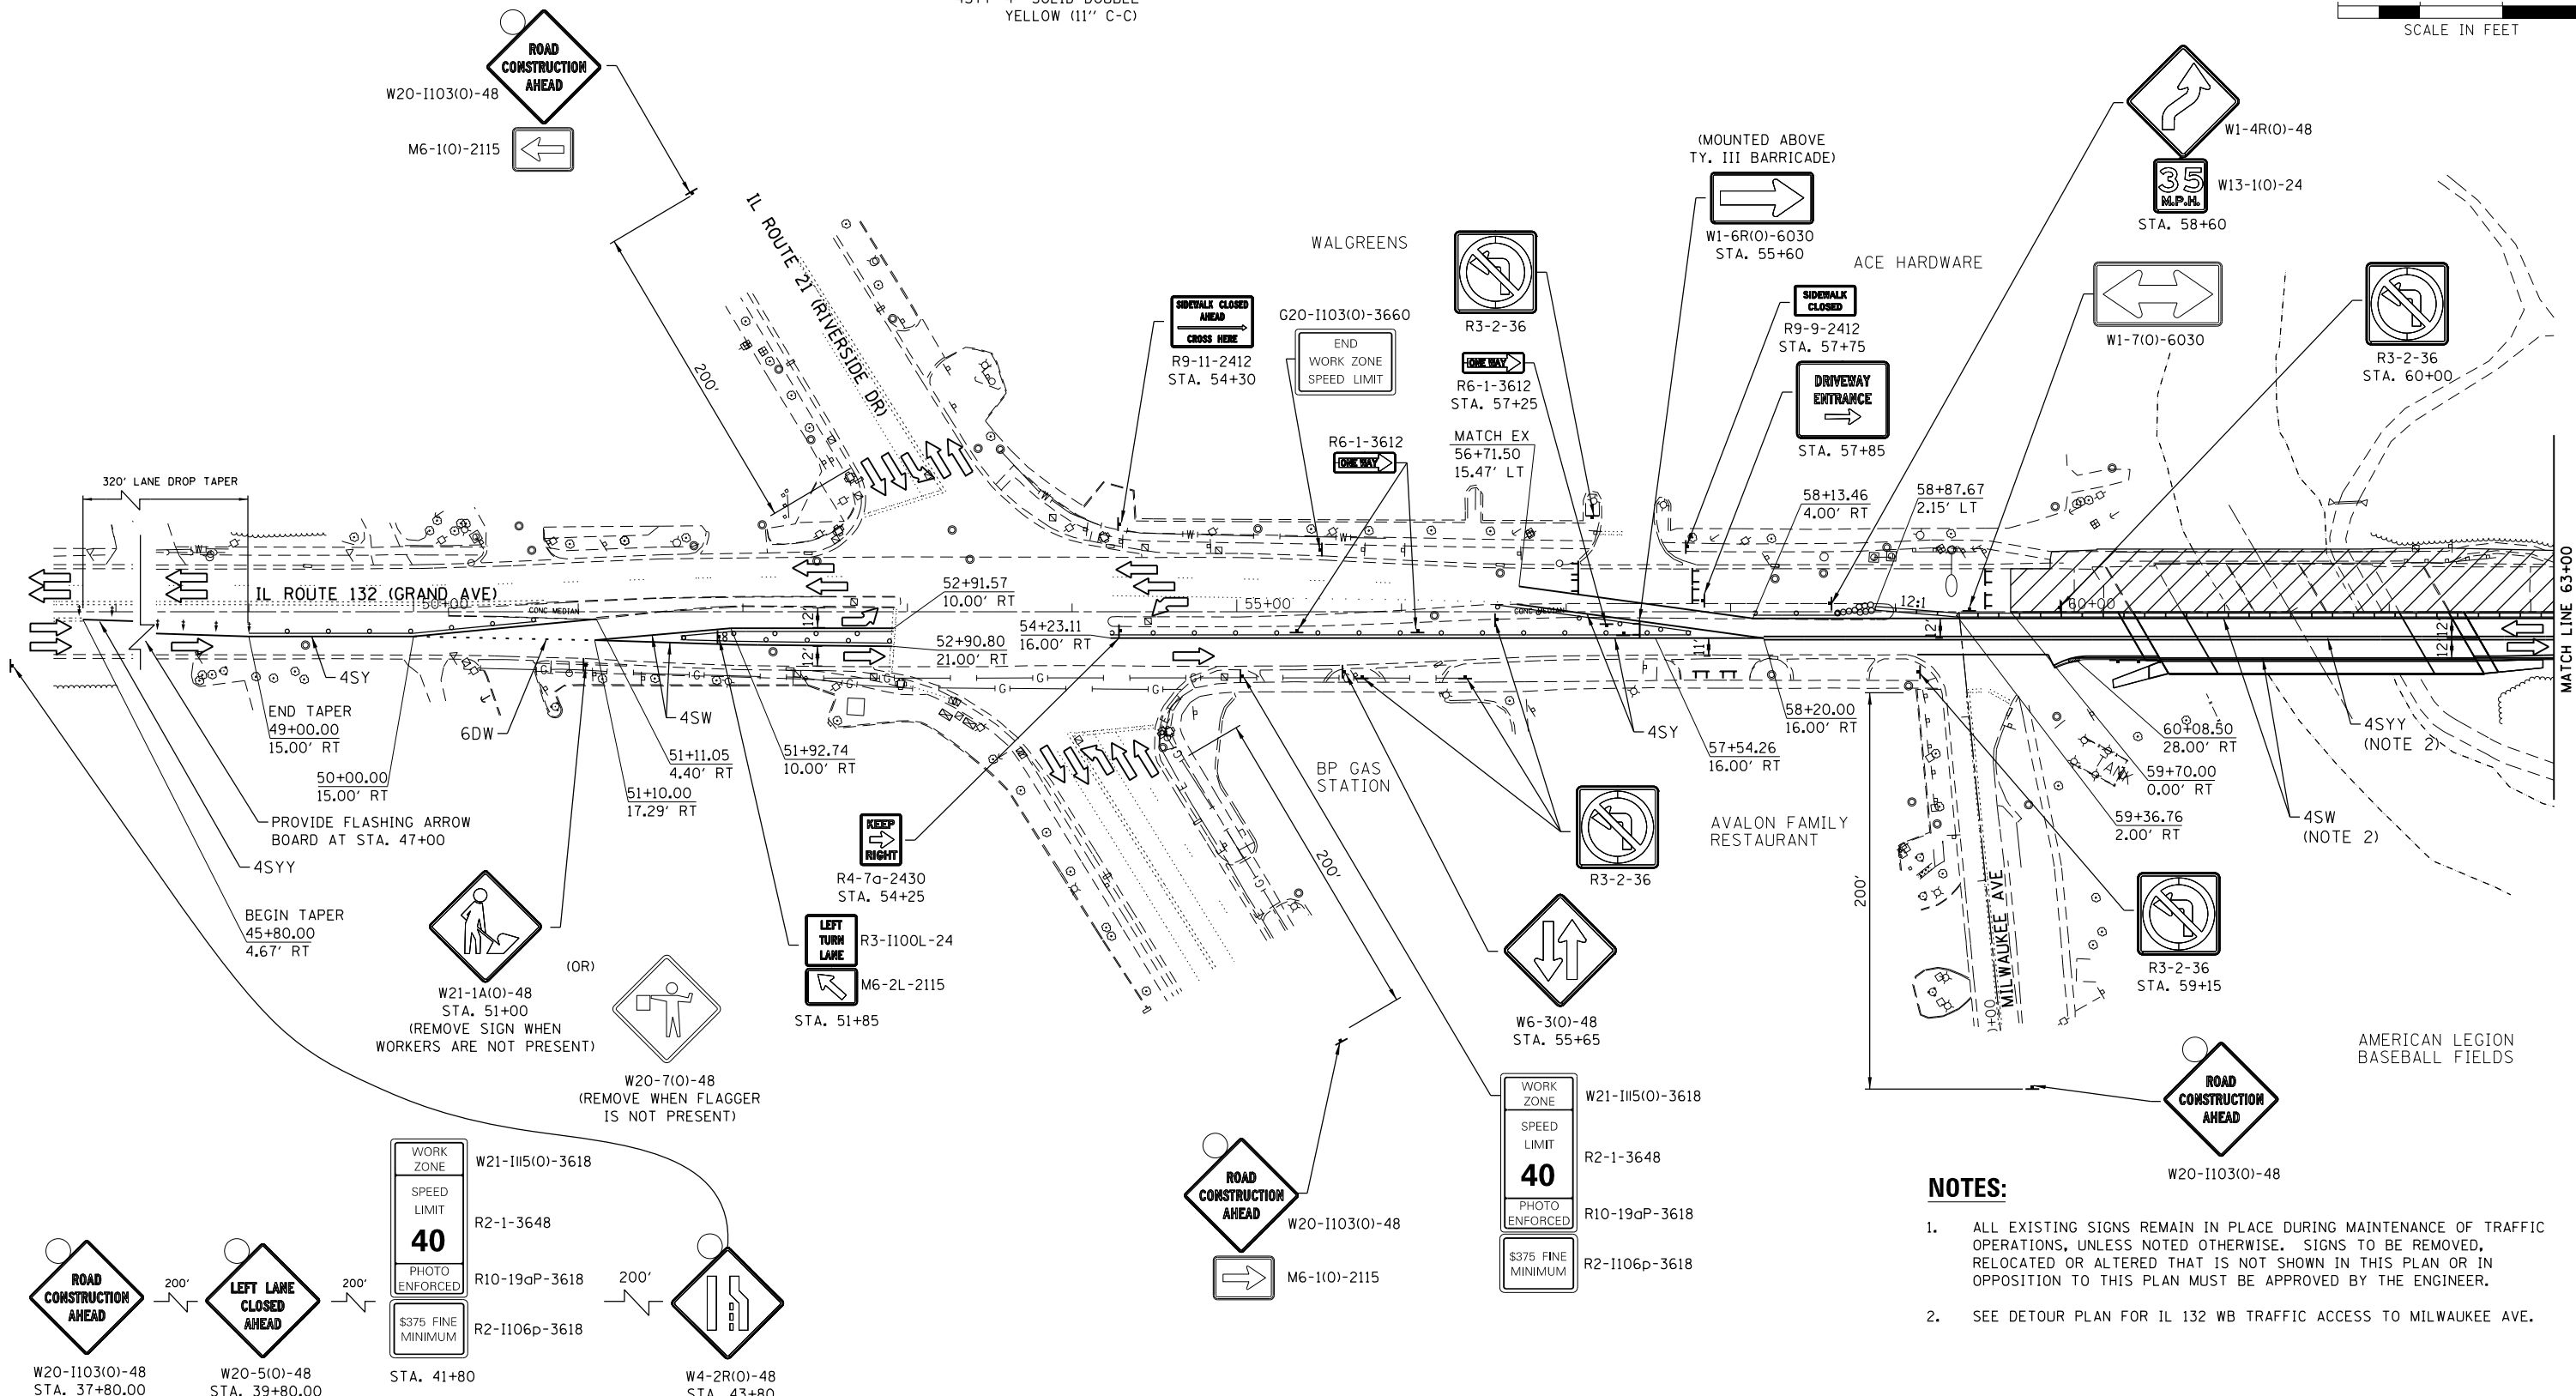 YELLOW (11" C-C)
SCALE IN FEET
ROAD
CONSTRUCTION
AHEAD
W20-I103(O)-48
M6-1(O)-2115
200'
IL ROUTE 21 (RIVERSIDE DR)
SIDEWALK CLOSED
AHEAD
CROSS HERE
R9-11-2412
STA. 54+30
G20-I103(O)-3660
END
WORK ZONE
SPEED LIMIT
WALGREENS
R3-2-36
ONE WAY
R6-1-3612
STA. 57+25
R6-1-3612
ONE WAY
MATCH EX
56+71.50
15.47' LT
(MOUNTED ABOVE
TY. III BARRICADE)
W1-6R(O)-6030
STA. 55+60
ACE HARDWARE
SIDEWALK
CLOSED
R9-9-2412
STA. 57+75
DRIVEWAY
ENTRANCE
STA. 57+85
W1-4R(O)-48
35
M.P.H.
W13-1(O)-24
STA. 58+60
W1-7(O)-6030
R3-2-36
STA. 60+00
58+13.46
4.00' RT
58+87.67
2.15' LT
320' LANE DROP TAPER
IL ROUTE 132 (GRAND AVE)
50+00
CONC MEDIAN
12'
12'
52+91.57
10.00' RT
52+90.80
21.00' RT
54+23.11
16.00' RT
55+00
CONC MEDIAN
11'
12:1
12'
60+00
12'
12'
MATCH LINE 63+00
4SY
END TAPER
49+00.00
15.00' RT
50+00.00
15.00' RT
6DW
4SW
51+11.05
4.40' RT
51+92.74
10.00' RT
51+10.00
17.29' RT
PROVIDE FLASHING ARROW
BOARD AT STA. 47+00
4SYY
BEGIN TAPER
45+80.00
4.67' RT
KEEP
RIGHT
R4-7a-2430
STA. 54+25
LEFT
TURN
LANE
R3-I100L-24
M6-2L-2115
STA. 51+85
200'
BP GAS
STATION
4SY
57+54.26
16.00' RT
58+20.00
16.00' RT
R3-2-36
AVALON FAMILY
RESTAURANT
200'
MILWAUKEE AVE
TANK
60+08.50
28.00' RT
59+70.00
0.00' RT
59+36.76
2.00' RT
4SYY
(NOTE 2)
4SW
(NOTE 2)
R3-2-36
STA. 59+15
W21-1A(O)-48
STA. 51+00
(REMOVE SIGN WHEN
WORKERS ARE NOT PRESENT)
(OR)
W20-7(O)-48
(REMOVE WHEN FLAGGER
IS NOT PRESENT)
W6-3(O)-48
STA. 55+65
AMERICAN LEGION
BASEBALL FIELDS
ROAD
CONSTRUCTION
AHEAD
W20-I103(O)-48
ROAD
CONSTRUCTION
AHEAD
W20-I103(O)-48
M6-1(O)-2115
WORK
ZONE
W21-I115(O)-3618
SPEED
LIMIT
40
R2-1-3648
PHOTO
ENFORCED
R10-19aP-3618
$375 FINE
MINIMUM
R2-I106p-3618
ROAD
CONSTRUCTION
AHEAD
W20-I103(O)-48
STA. 37+80.00
200'
LEFT LANE
CLOSED
AHEAD
W20-5(O)-48
STA. 39+80.00
200'
WORK
ZONE
W21-I115(O)-3618
SPEED
LIMIT
40
R2-1-3648
PHOTO
ENFORCED
R10-19aP-3618
$375 FINE
MINIMUM
R2-I106p-3618
STA. 41+80
200'
W4-2R(O)-48
STA. 43+80
NOTES:
1. ALL EXISTING SIGNS REMAIN IN PLACE DURING MAINTENANCE OF TRAFFIC
OPERATIONS, UNLESS NOTED OTHERWISE. SIGNS TO BE REMOVED,
RELOCATED OR ALTERED THAT IS NOT SHOWN IN THIS PLAN OR IN
OPPOSITION TO THIS PLAN MUST BE APPROVED BY THE ENGINEER.
2. SEE DETOUR PLAN FOR IL 132 WB TRAFFIC ACCESS TO MILWAUKEE AVE.